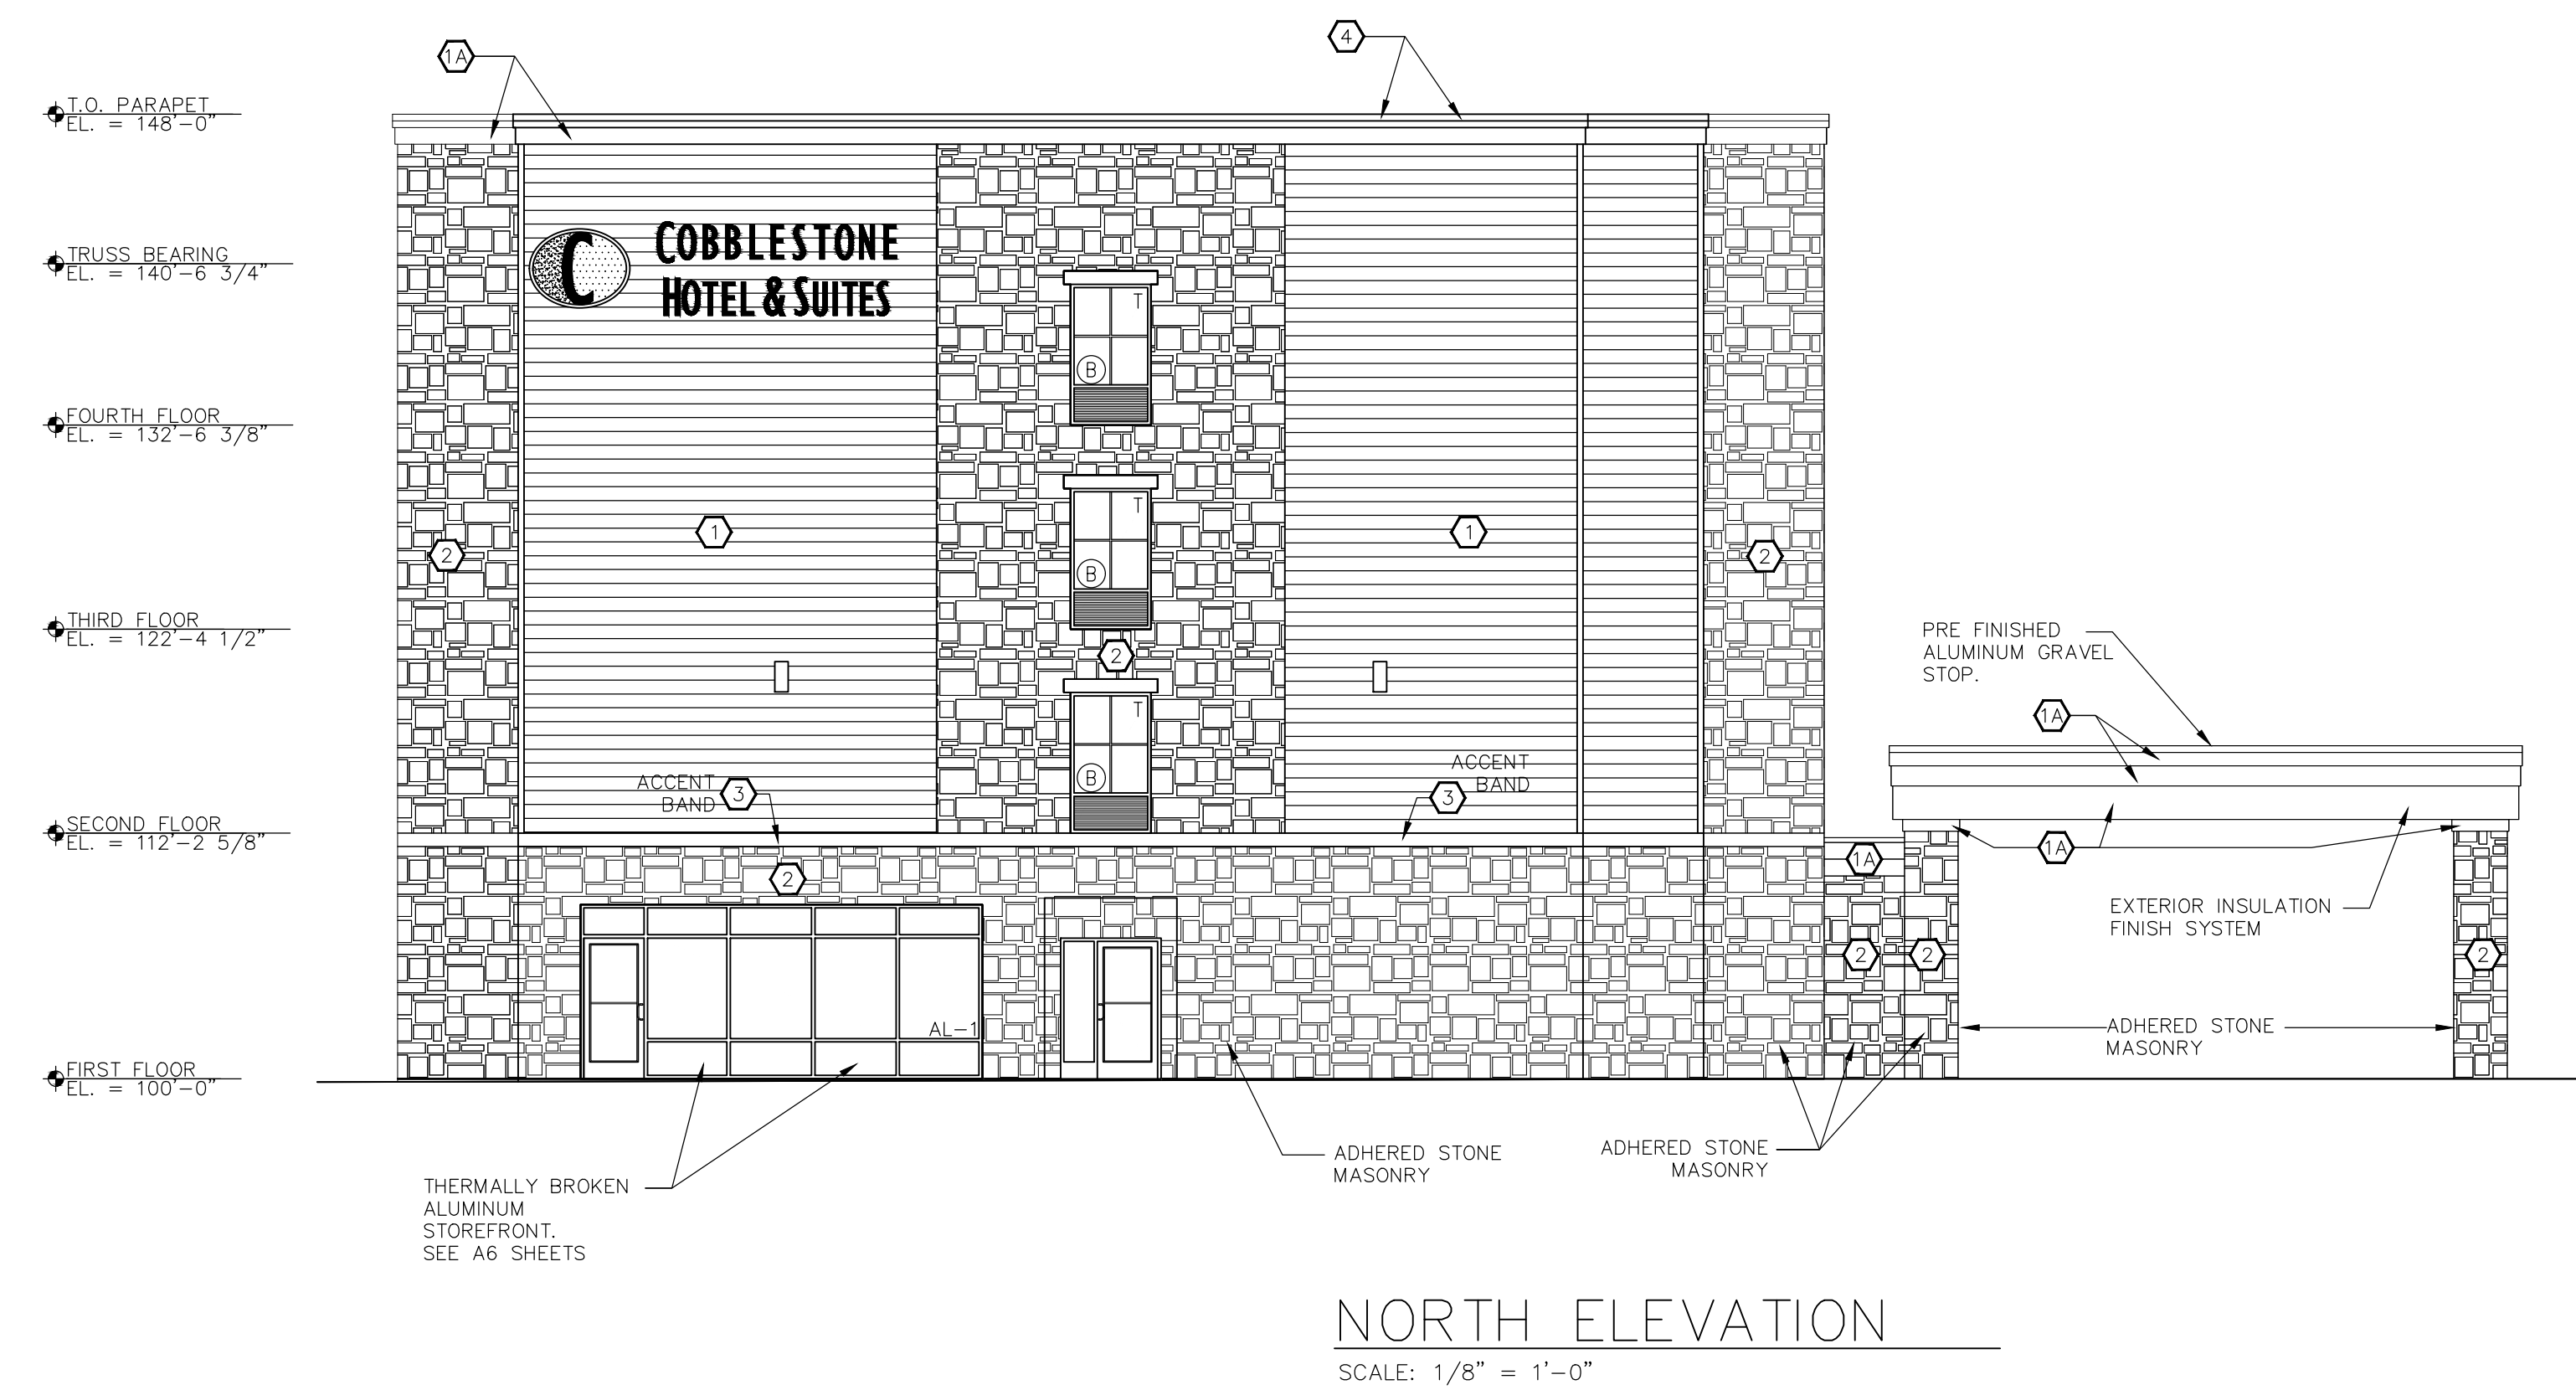 1A
4
T.O. PARAPET
EL. = 148'-0"
TRUSS BEARING
EL. = 140'-6 3/4"
C
COBBLESTONE
HOTEL & SUITES
T
B
FOURTH FLOOR
EL. = 132'-6 3/8"
T
B
1
1
2
2
THIRD FLOOR
EL. = 122'-4 1/2"
2
PRE FINISHED
ALUMINUM GRAVEL
STOP.
1A
T
B
ACCENT
BAND
3
ACCENT
BAND
3
SECOND FLOOR
EL. = 112'-2 5/8"
2
1A
1A
EXTERIOR INSULATION
FINISH SYSTEM
2
2
2
AL-1
ADHERED STONE
MASONRY
FIRST FLOOR
EL. = 100'-0"
ADHERED STONE
MASONRY
ADHERED STONE
MASONRY
THERMALLY BROKEN
ALUMINUM
STOREFRONT.
SEE A6 SHEETS
NORTH ELEVATION
SCALE: 1/8" = 1'-0"